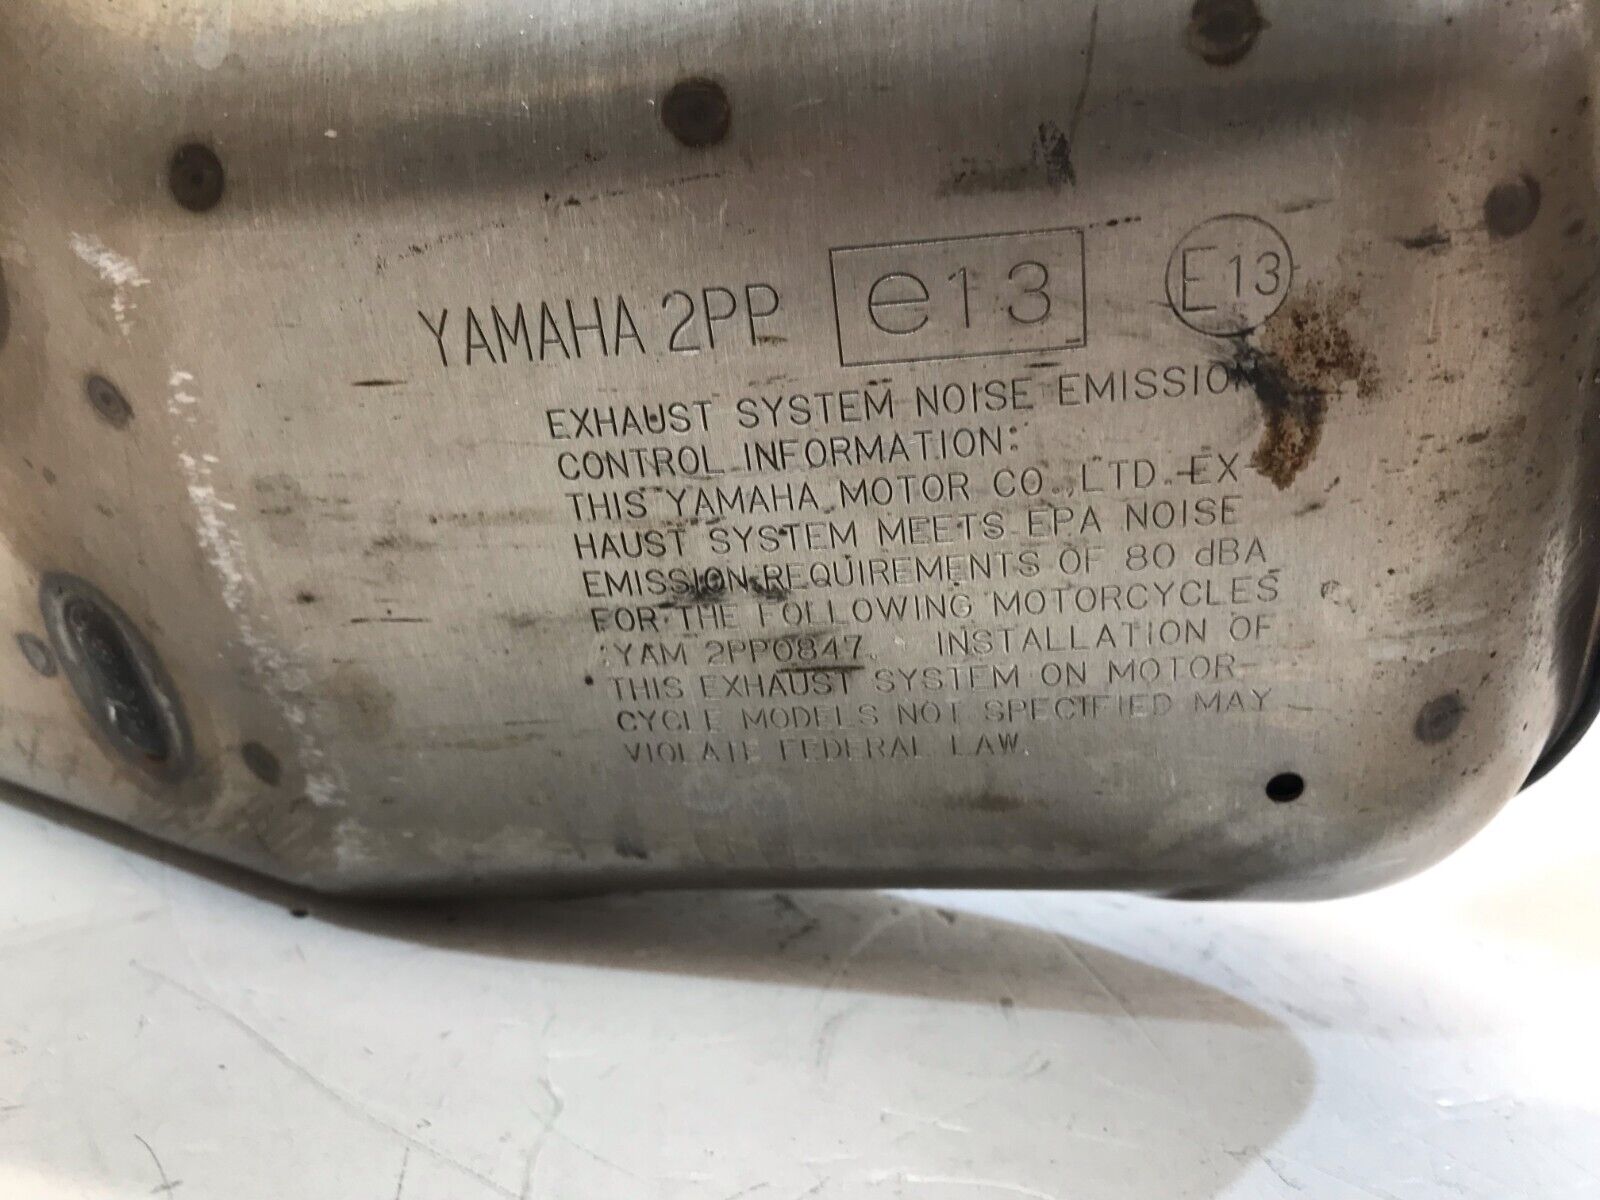 YAMAHA 2PP e13 E13
EXHAUST SYSTEM NOISE EMISSION
CONTROL INFORMATION:
THIS YAMAHA MOTOR CO.,LTD. EX-
HAUST SYSTEM MEETS EPA NOISE
EMISSION REQUIREMENTS OF 80 dBA
FOR THE FOLLOWING MOTORCYCLES
:YAM 2PP0847. INSTALLATION OF
THIS EXHAUST SYSTEM ON MOTOR-
CYCLE MODELS NOT SPECIFIED MAY
VIOLATE FEDERAL LAW.